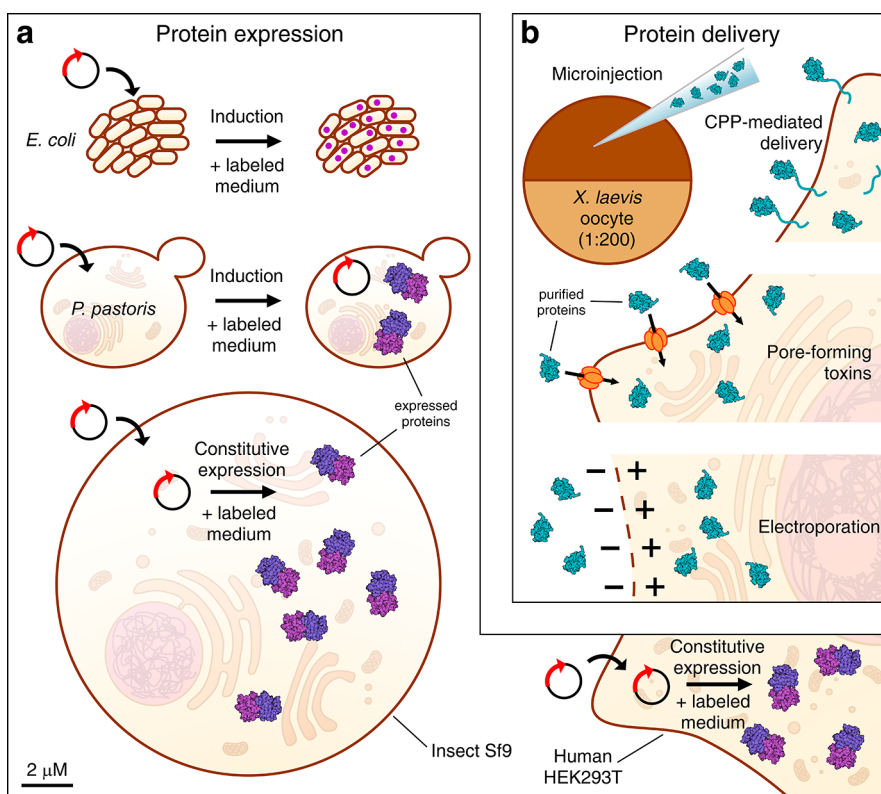 a
Protein expression
E. coli
Induction
+ labeled
medium
P. pastoris
Induction
+ labeled
medium
expressed
proteins
Constitutive
expression
+ labeled
medium
Insect Sf9
2 µM
b
Protein delivery
Microinjection
X. laevis
oocyte
(1:200)
CPP-mediated
delivery
purified
proteins
Pore-forming
toxins
− +
− +
− +
− +
Electroporation
Constitutive
expression
+ labeled
medium
Human
HEK293T